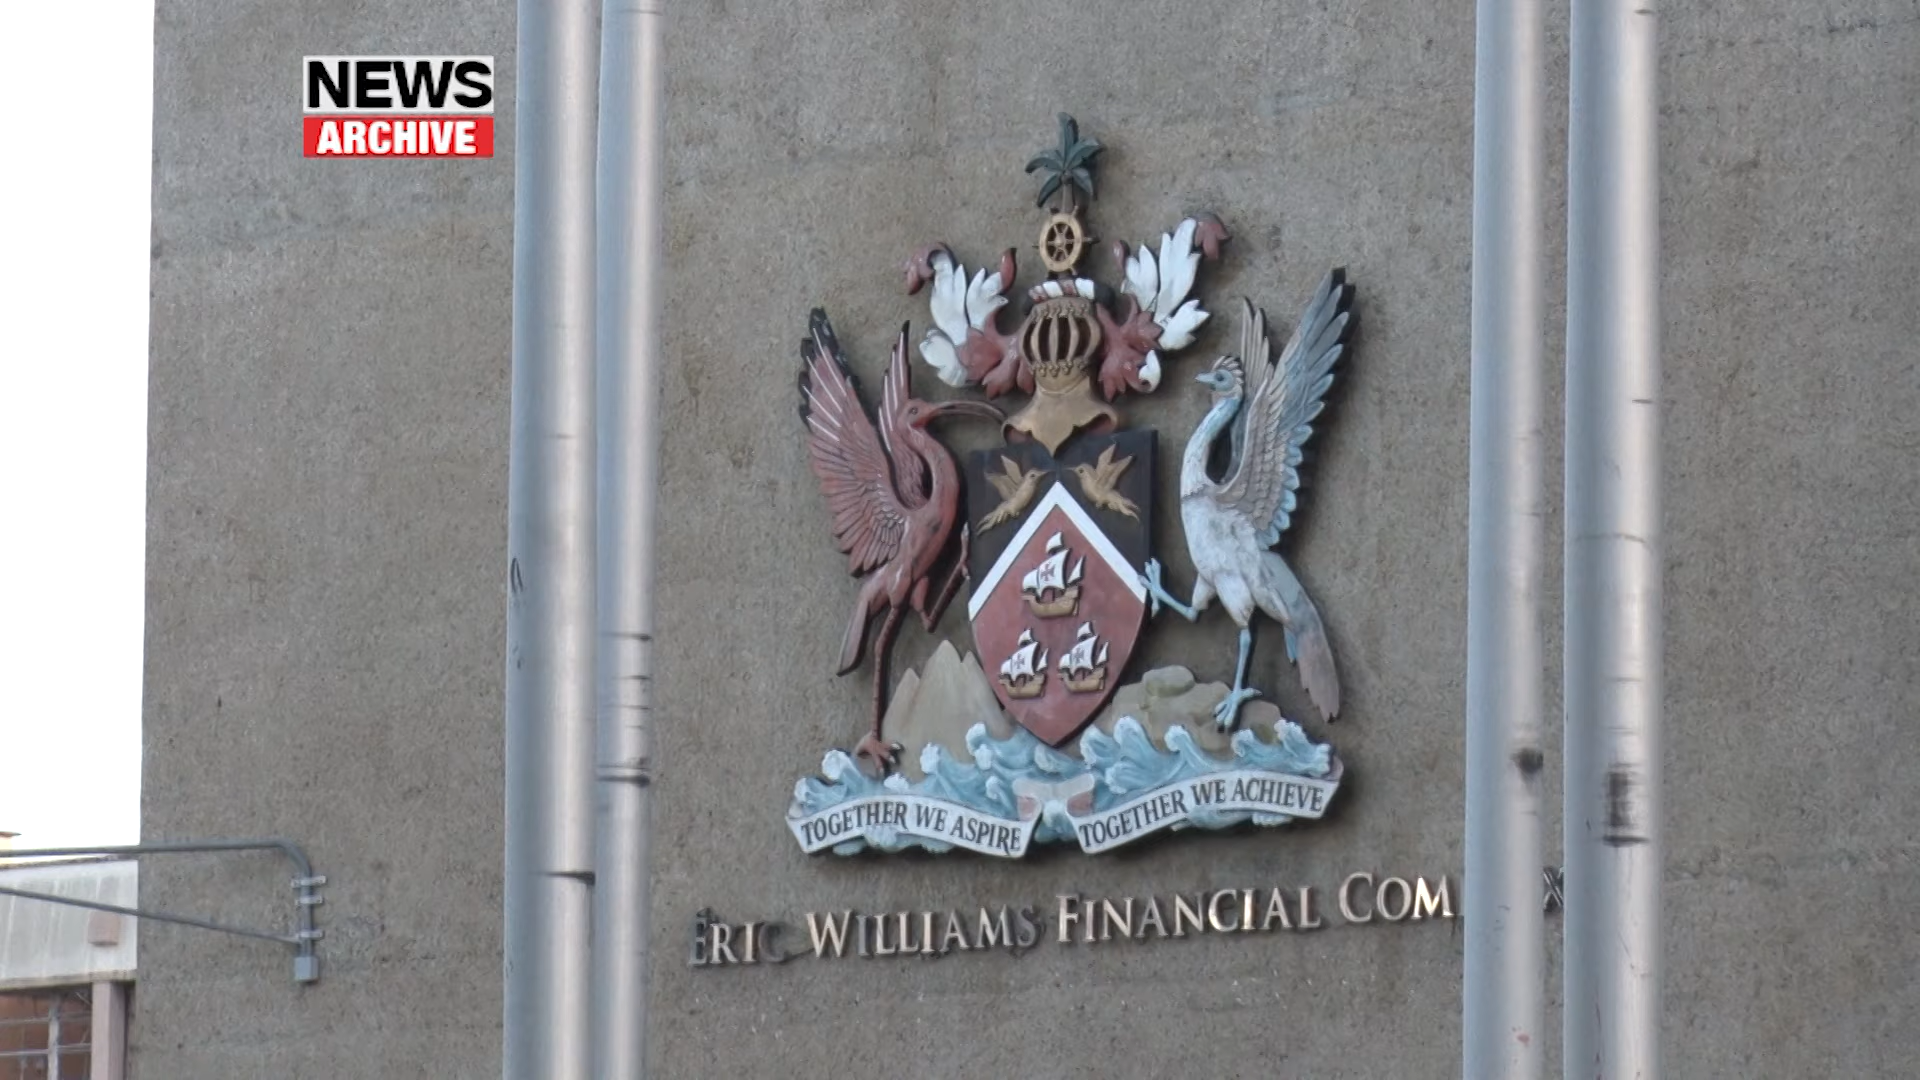 NEWS
ARCHIVE
TOGETHER WE ASPIRE
TOGETHER WE ACHIEVE
ERIC WILLIAMS FINANCIAL COM X